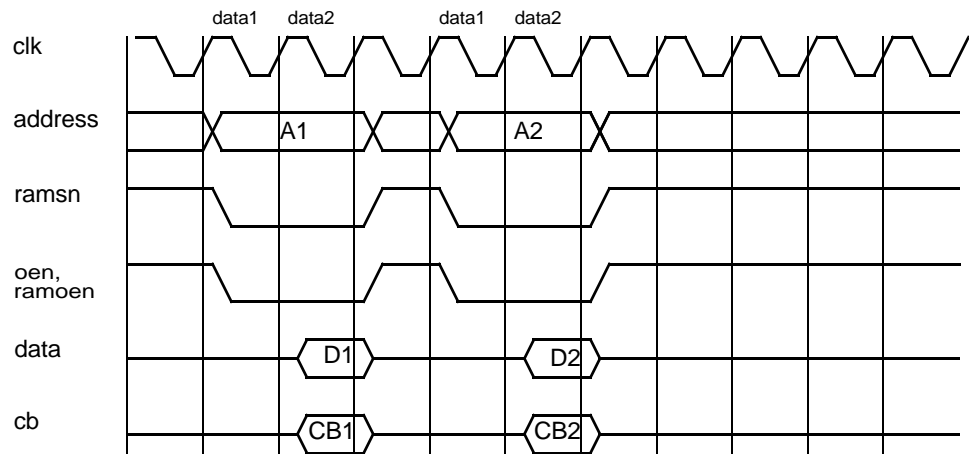 data1 data2 data1 data2
clk
address A1 A2
ramsn
oen,
ramoen
data D1 D2
cb CB1 CB2